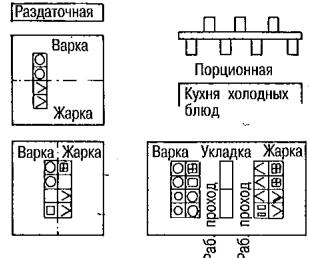 Раздаточная
Варка
Жарка
Порционная
Кухня холодных
блюд
Варка Жарка
Варка Укладка Жарка
Раб. проход
Раб. проход